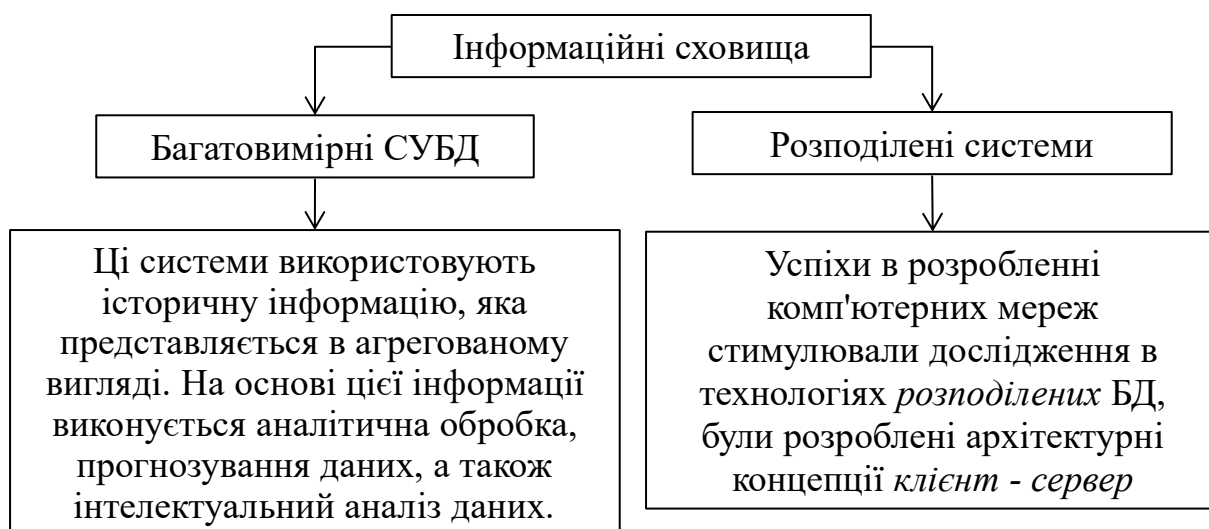 Інформаційні сховища
Багатовимірні СУБД
Розподілені системи
Ці системи використовують
історичну інформацію, яка
представляється в агрегованому
вигляді. На основі цієї інформації
виконується аналітична обробка,
прогнозування даних, а також
інтелектуальний аналіз даних.
Успіхи в розробленні
комп'ютерних мереж
стимулювали дослідження в
технологіях розподілених БД,
були розроблені архітектурні
концепції клієнт - сервер